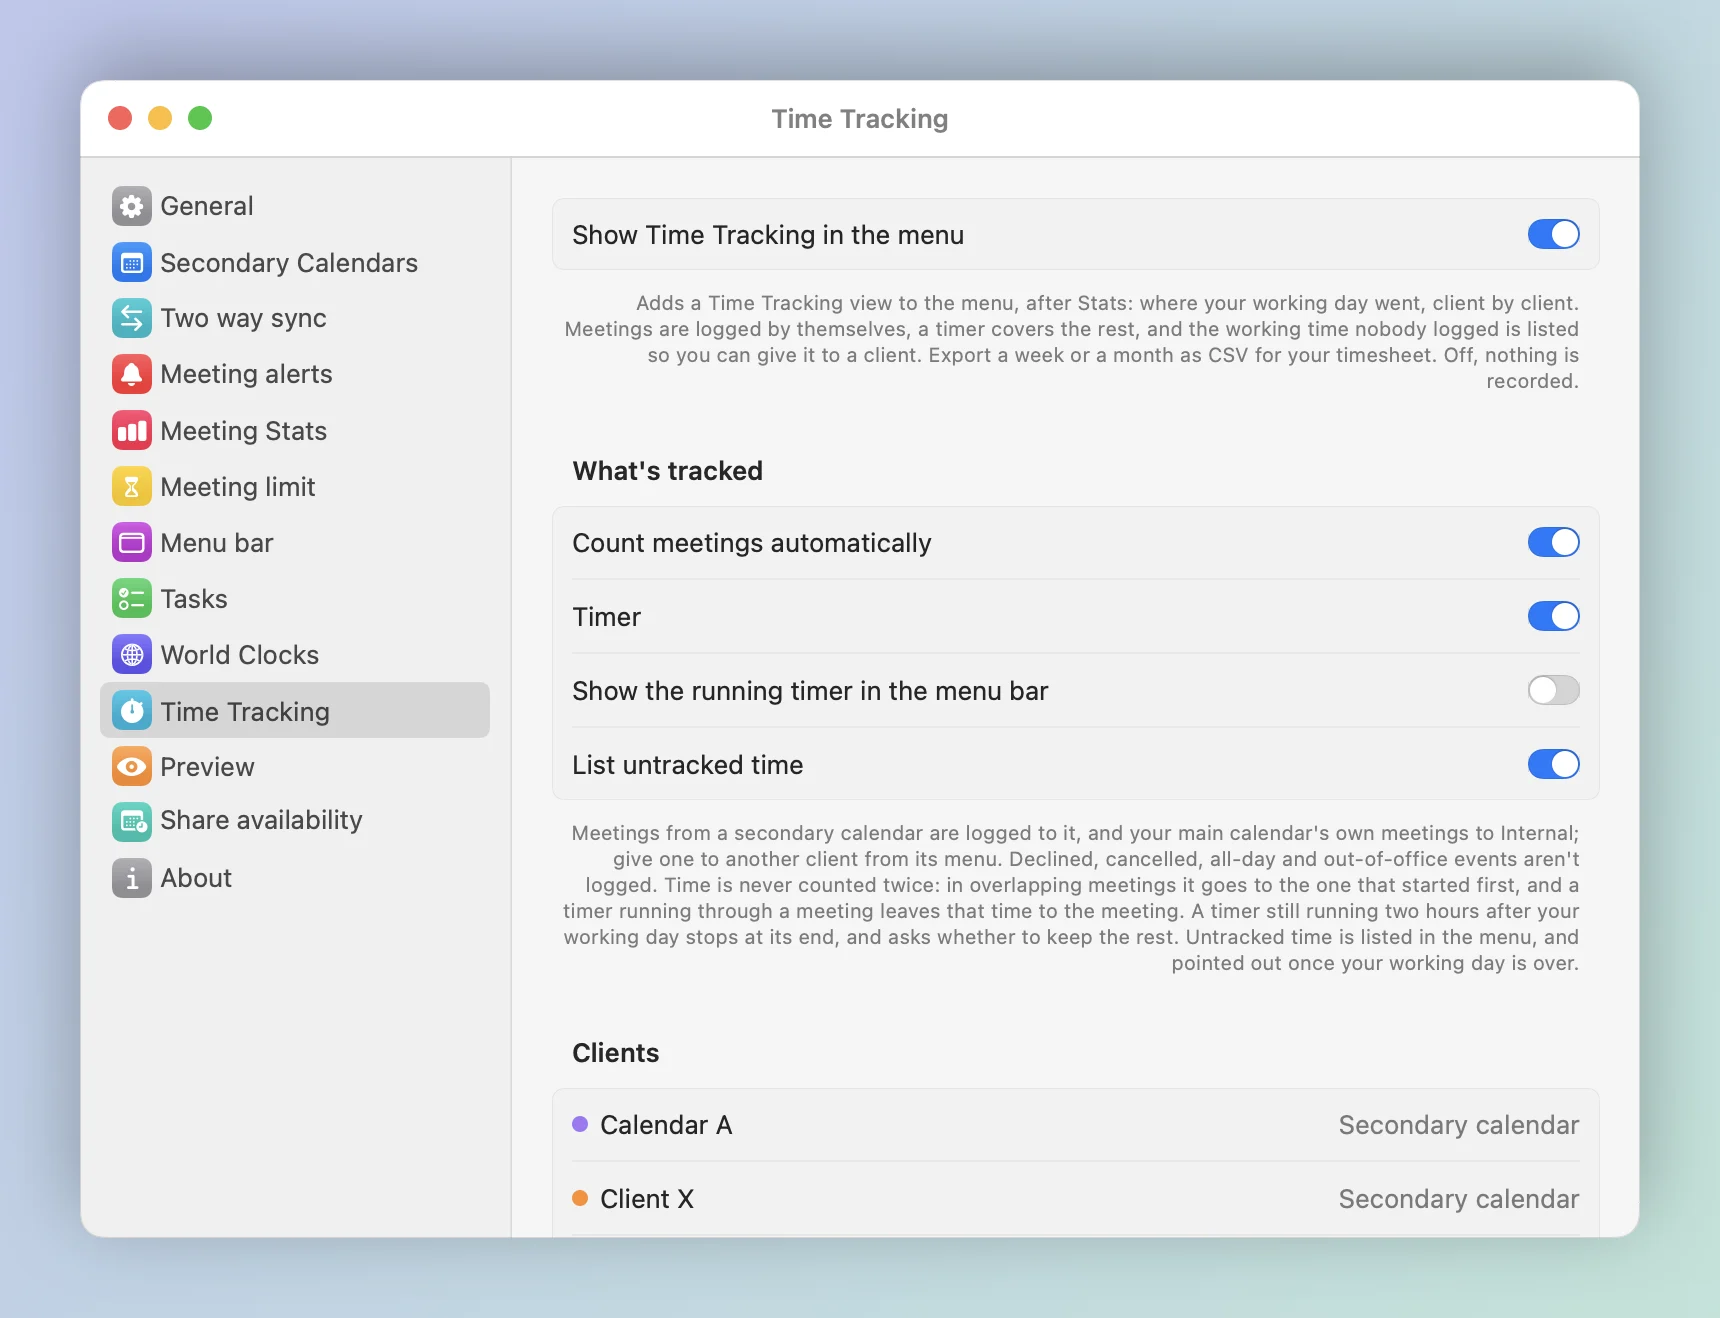 Time Tracking
General
Secondary Calendars
Two way sync
Meeting alerts
Meeting Stats
Meeting limit
Menu bar
Tasks
World Clocks
Time Tracking
Preview
Share availability
About
Show Time Tracking in the menu
Adds a Time Tracking view to the menu, after Stats: where your working day went, client by client.
Meetings are logged by themselves, a timer covers the rest, and the working time nobody logged is listed
so you can give it to a client. Export a week or a month as CSV for your timesheet. Off, nothing is
recorded.
What's tracked
Count meetings automatically
Timer
Show the running timer in the menu bar
List untracked time
Meetings from a secondary calendar are logged to it, and your main calendar's own meetings to Internal;
give one to another client from its menu. Declined, cancelled, all-day and out-of-office events aren't
logged. Time is never counted twice: in overlapping meetings it goes to the one that started first, and a
timer running through a meeting leaves that time to the meeting. A timer still running two hours after your
working day stops at its end, and asks whether to keep the rest. Untracked time is listed in the menu, and
pointed out once your working day is over.
Clients
Calendar A
Secondary calendar
Client X
Secondary calendar